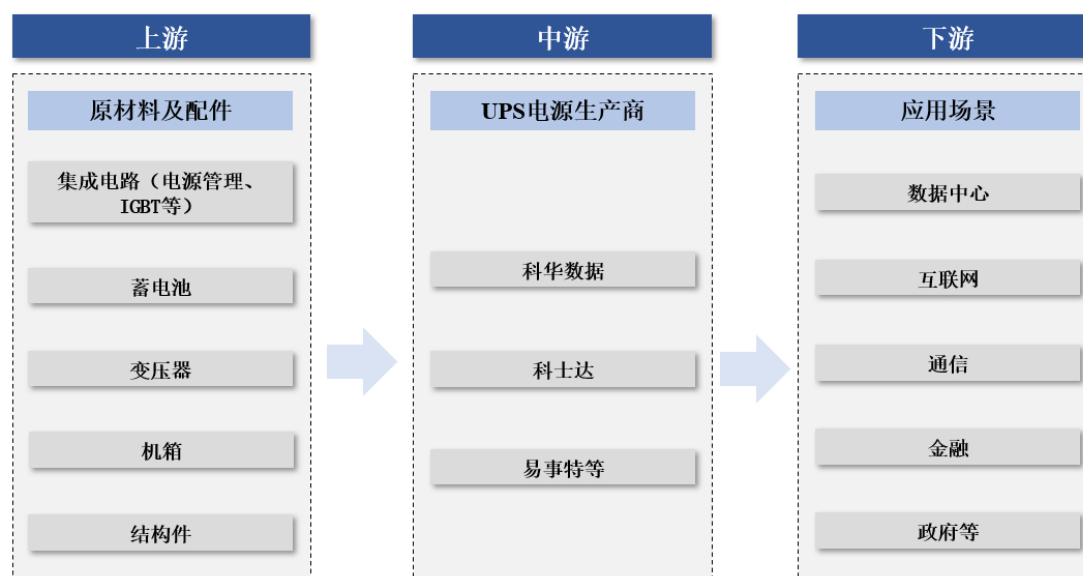 上游
原材料及配件
集成电路（电源管理、
IGBT等）
蓄电池
变压器
机箱
结构件
中游
UPS电源生产商
科华数据
科士达
易事特等
下游
应用场景
数据中心
互联网
通信
金融
政府等